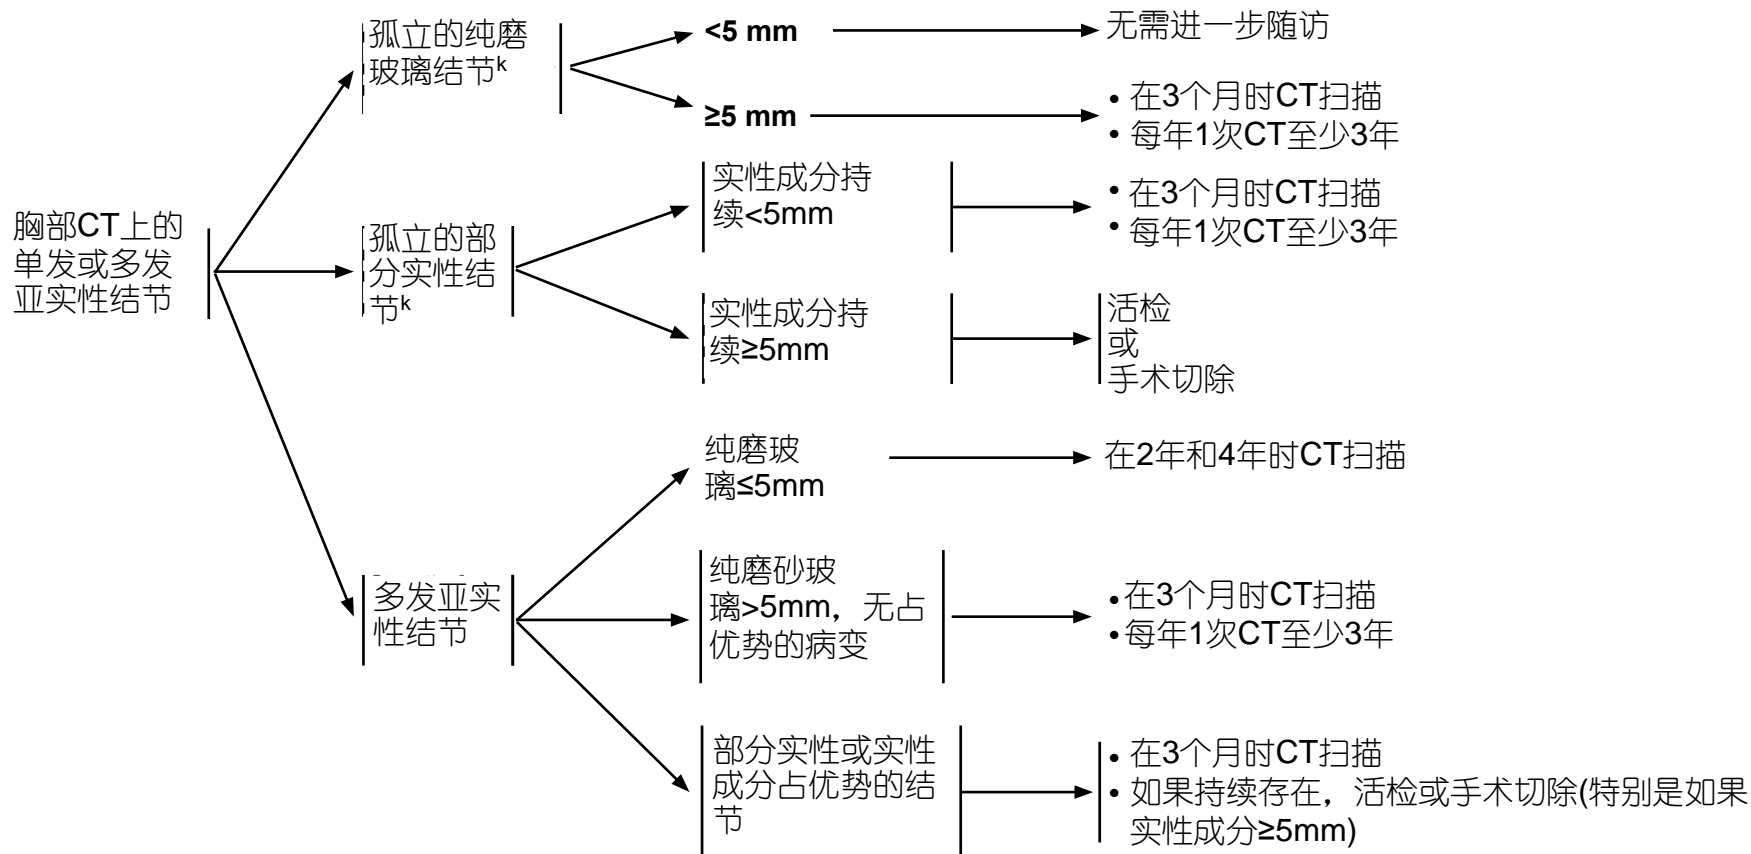 胸部CT上的
单发或多发
亚实性结节
孤立的纯磨
玻璃结节k
<5 mm
无需进一步随访
≥5 mm
• 在3个月时CT扫描
• 每年1次CT至少3年
孤立的部
分实性结
节k
实性成分持
续<5mm
• 在3个月时CT扫描
• 每年1次CT至少3年
实性成分持
续≥5mm
活检
或
手术切除
多发亚实
性结节
纯磨玻
璃≤5mm
在2年和4年时CT扫描
纯磨砂玻
璃>5mm，无占
优势的病变
• 在3个月时CT扫描
• 每年1次CT至少3年
部分实性或实性
成分占优势的结
节
• 在3个月时CT扫描
• 如果持续存在，活检或手术切除(特别是如果
实性成分≥5mm)